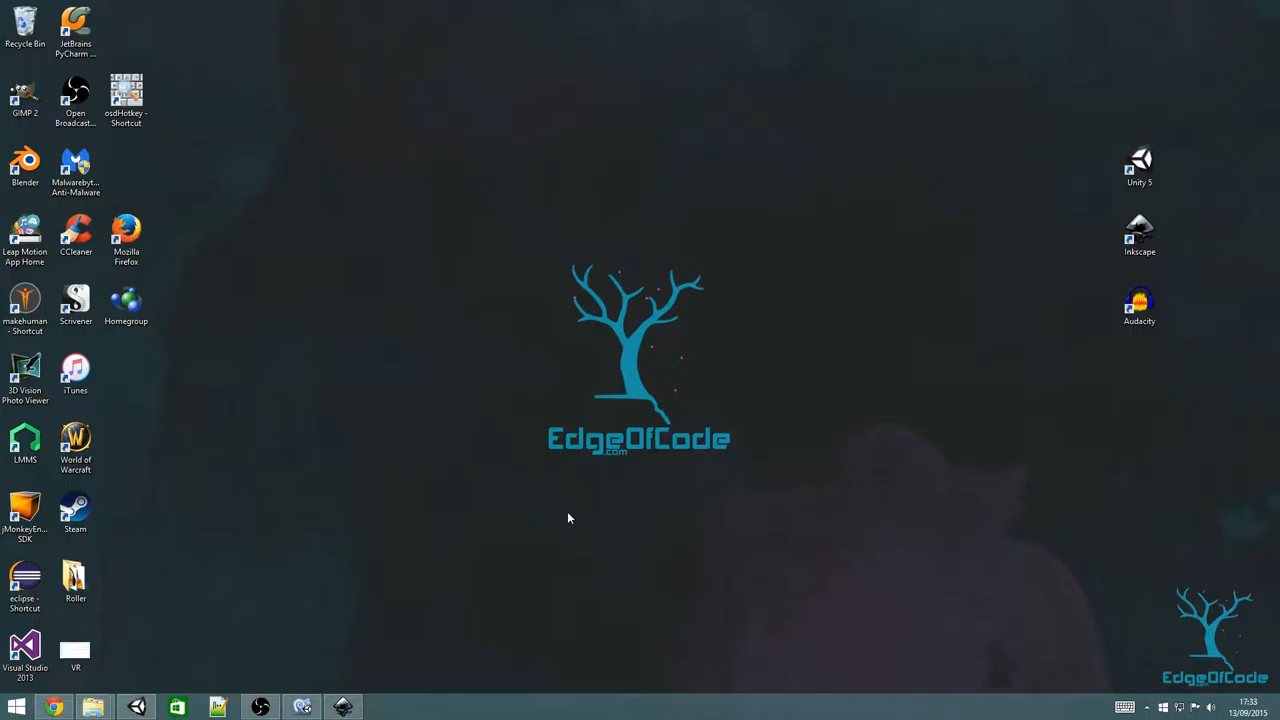 Recycle Bin
JetBrains
PyCharm ...
GIMP 2
Open
Broadcast...
osdHotkey -
Shortcut
Blender
Malwarebyt...
Anti-Malware
Leap Motion
App Home
CCleaner
Mozilla
Firefox
makehuman
- Shortcut
Scrivener
Homegroup
3D Vision
Photo Viewer
iTunes
LMMS
World of
Warcraft
jMonkeyEn...
SDK
Steam
eclipse -
Shortcut
Roller
Visual Studio
2013
VR
Unity 5
Inkscape
Audacity
EdgeOfCode
.com
EdgeOfCode
17:33
13/09/2015